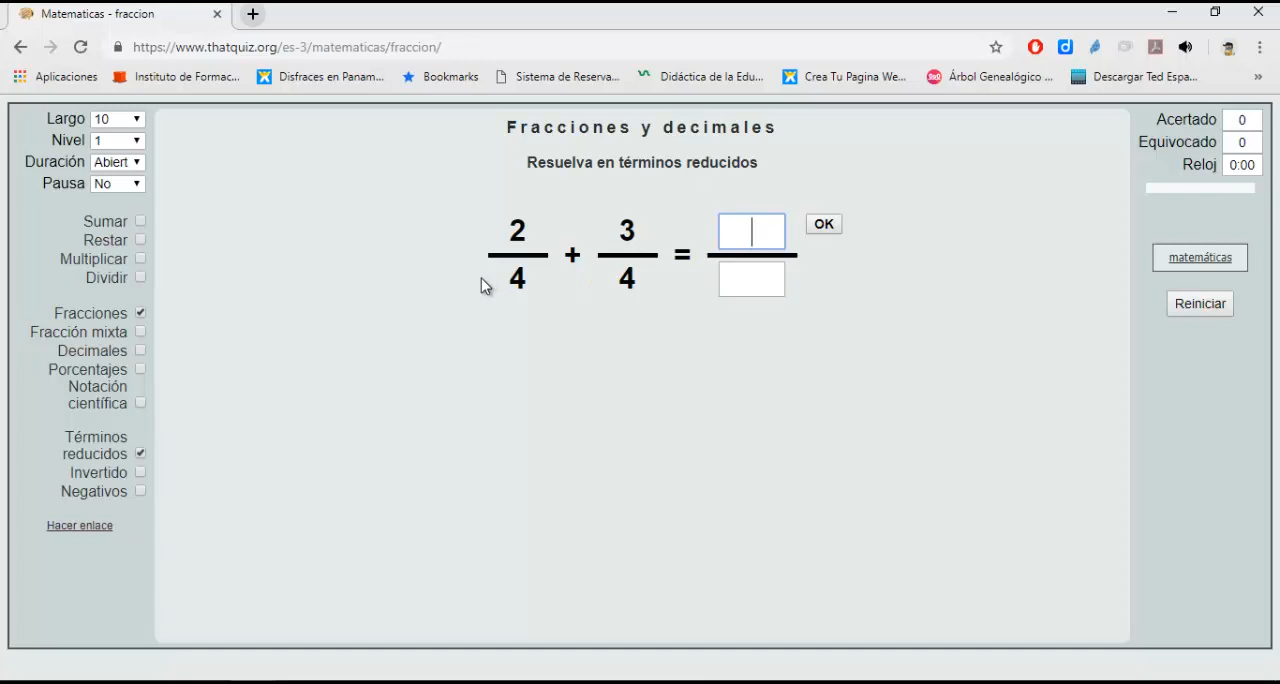 Matematicas - fraccion
https://www.thatquiz.org/es-3/matematicas/fraccion/
Aplicaciones
Instituto de Formac...
Disfraces en Panam...
Bookmarks
Sistema de Reserva...
Didáctica de la Edu...
Crea Tu Pagina We...
Árbol Genealógico ...
Descargar Ted Espa...
»
Largo 10
Nivel 1
Duración Abiert
Pausa No
Sumar
Restar
Multiplicar
Dividir
Fracciones
Fracción mixta
Decimales
Porcentajes
Notación
científica
Términos
reducidos
Invertido
Negativos
Hacer enlace
Fracciones y decimales
Resuelva en términos reducidos
2 3
+ =
4 4
OK
Acertado 0
Equivocado 0
Reloj 0:00
matemáticas
Reiniciar